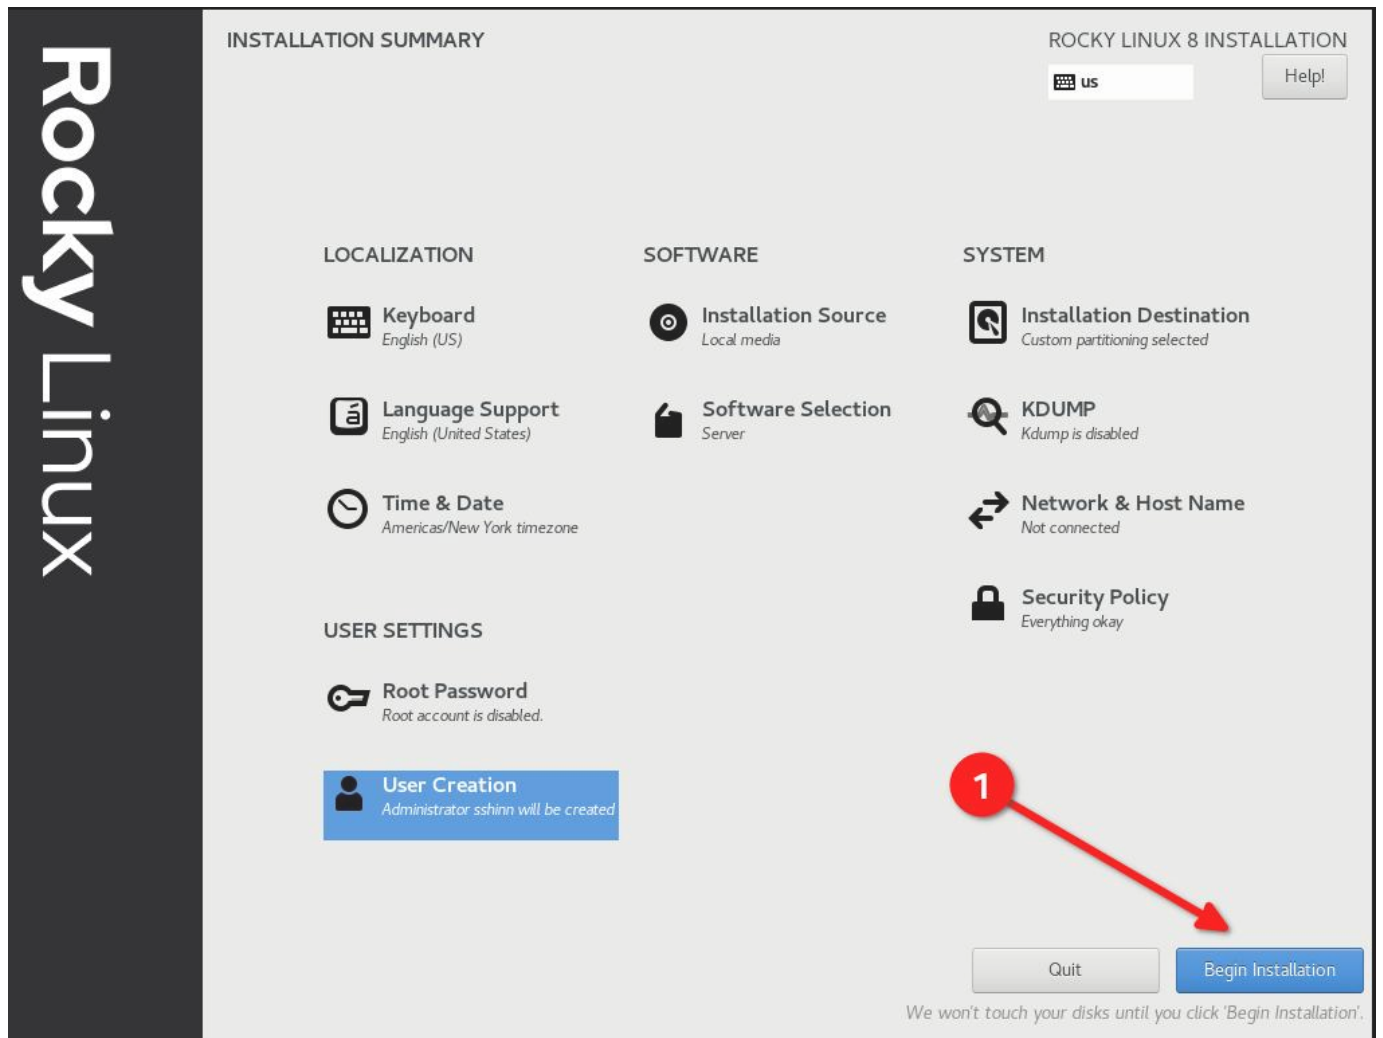 Rocky Linux
INSTALLATION SUMMARY
ROCKY LINUX 8 INSTALLATION
us
Help!
LOCALIZATION
Keyboard
English (US)
Language Support
English (United States)
Time & Date
Americas/New York timezone
SOFTWARE
Installation Source
Local media
Software Selection
Server
SYSTEM
Installation Destination
Custom partitioning selected
KDUMP
Kdump is disabled
Network & Host Name
Not connected
Security Policy
Everything okay
USER SETTINGS
Root Password
Root account is disabled.
User Creation
Administrator sshinn will be created
1
Quit
Begin Installation
We won't touch your disks until you click 'Begin Installation'.